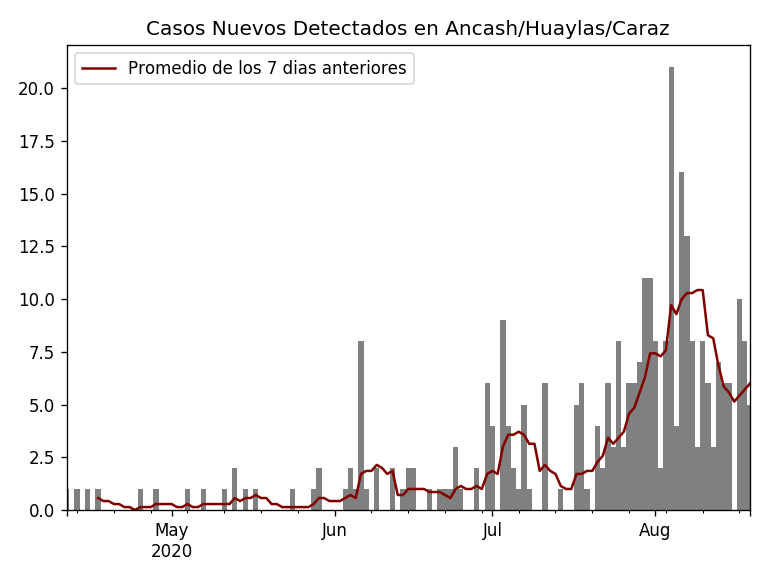 Casos Nuevos Detectados en Ancash/Huaylas/Caraz
Promedio de los 7 dias anteriores
20.0
17.5
15.0
12.5
10.0
7.5
5.0
2.5
0.0
May
2020
Jun
Jul
Aug